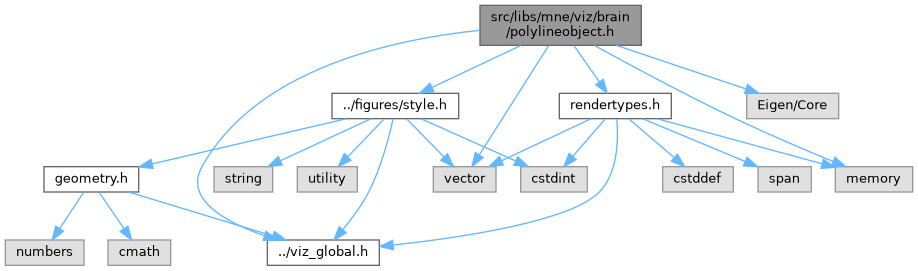 src/libs/mne/viz/brain
/polylineobject.h
../figures/style.h
rendertypes.h
Eigen/Core
geometry.h
string
utility
vector
cstdint
cstddef
span
memory
numbers
cmath
../viz_global.h